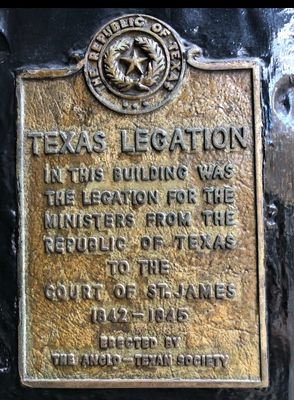 THE REPUBLIC OF TEXAS
TEXAS LEGATION
IN THIS BUILDING WAS
THE LEGATION FOR THE
MINISTERS FROM THE
REPUBLIC OF TEXAS
TO THE
COURT OF ST. JAMES
1842–1845
ERECTED BY
THE ANGLO–TEXAN SOCIETY